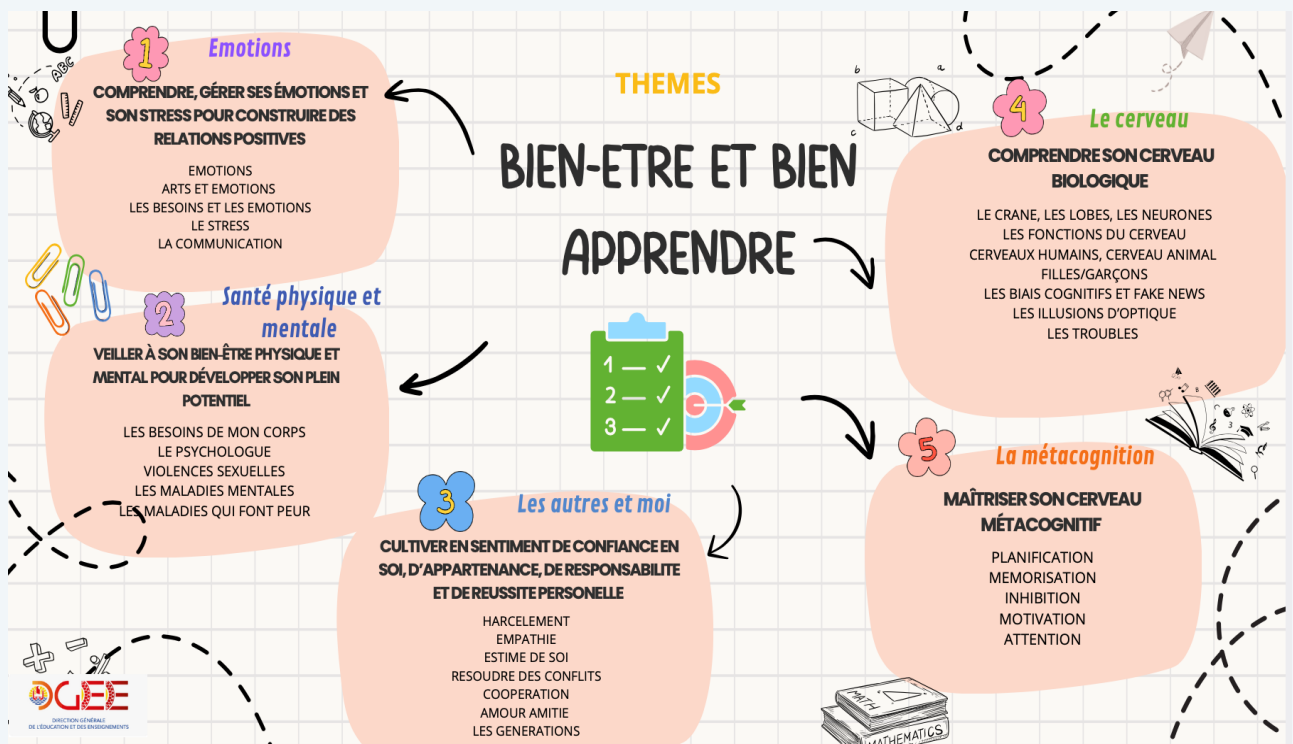 THEMES
BIEN-ETRE ET BIEN
APPRENDRE
1
Emotions
COMPRENDRE, GÉRER SES ÉMOTIONS ET
SON STRESS POUR CONSTRUIRE DES
RELATIONS POSITIVES
EMOTIONS
ARTS ET EMOTIONS
LES BESOINS ET LES EMOTIONS
LE STRESS
LA COMMUNICATION
ABC
2
Santé physique et
mentale
VEILLER À SON BIEN-ÊTRE PHYSIQUE ET
MENTAL POUR DÉVELOPPER SON PLEIN
POTENTIEL
LES BESOINS DE MON CORPS
LE PSYCHOLOGUE
VIOLENCES SEXUELLES
LES MALADIES MENTALES
LES MALADIES QUI FONT PEUR
3
Les autres et moi
CULTIVER EN SENTIMENT DE CONFIANCE EN
SOI, D'APPARTENANCE, DE RESPONSABILITE
ET DE REUSSITE PERSONELLE
HARCELEMENT
EMPATHIE
ESTIME DE SOI
RESOUDRE DES CONFLITS
COOPERATION
AMOUR AMITIE
LES GENERATIONS
4
Le cerveau
COMPRENDRE SON CERVEAU
BIOLOGIQUE
LE CRANE, LES LOBES, LES NEURONES
LES FONCTIONS DU CERVEAU
CERVEAUX HUMAINS, CERVEAU ANIMAL
FILLES/GARÇONS
LES BIAIS COGNITIFS ET FAKE NEWS
LES ILLUSIONS D'OPTIQUE
LES TROUBLES
5
La métacognition
MAÎTRISER SON CERVEAU
MÉTACOGNITIF
PLANIFICATION
MEMORISATION
INHIBITION
MOTIVATION
ATTENTION
1
2
3
b
a
c
d
MATH
MATHEMATICS
DGEE
DIRECTION GÉNÉRALE
DE L'ÉDUCATION ET DES ENSEIGNEMENTS